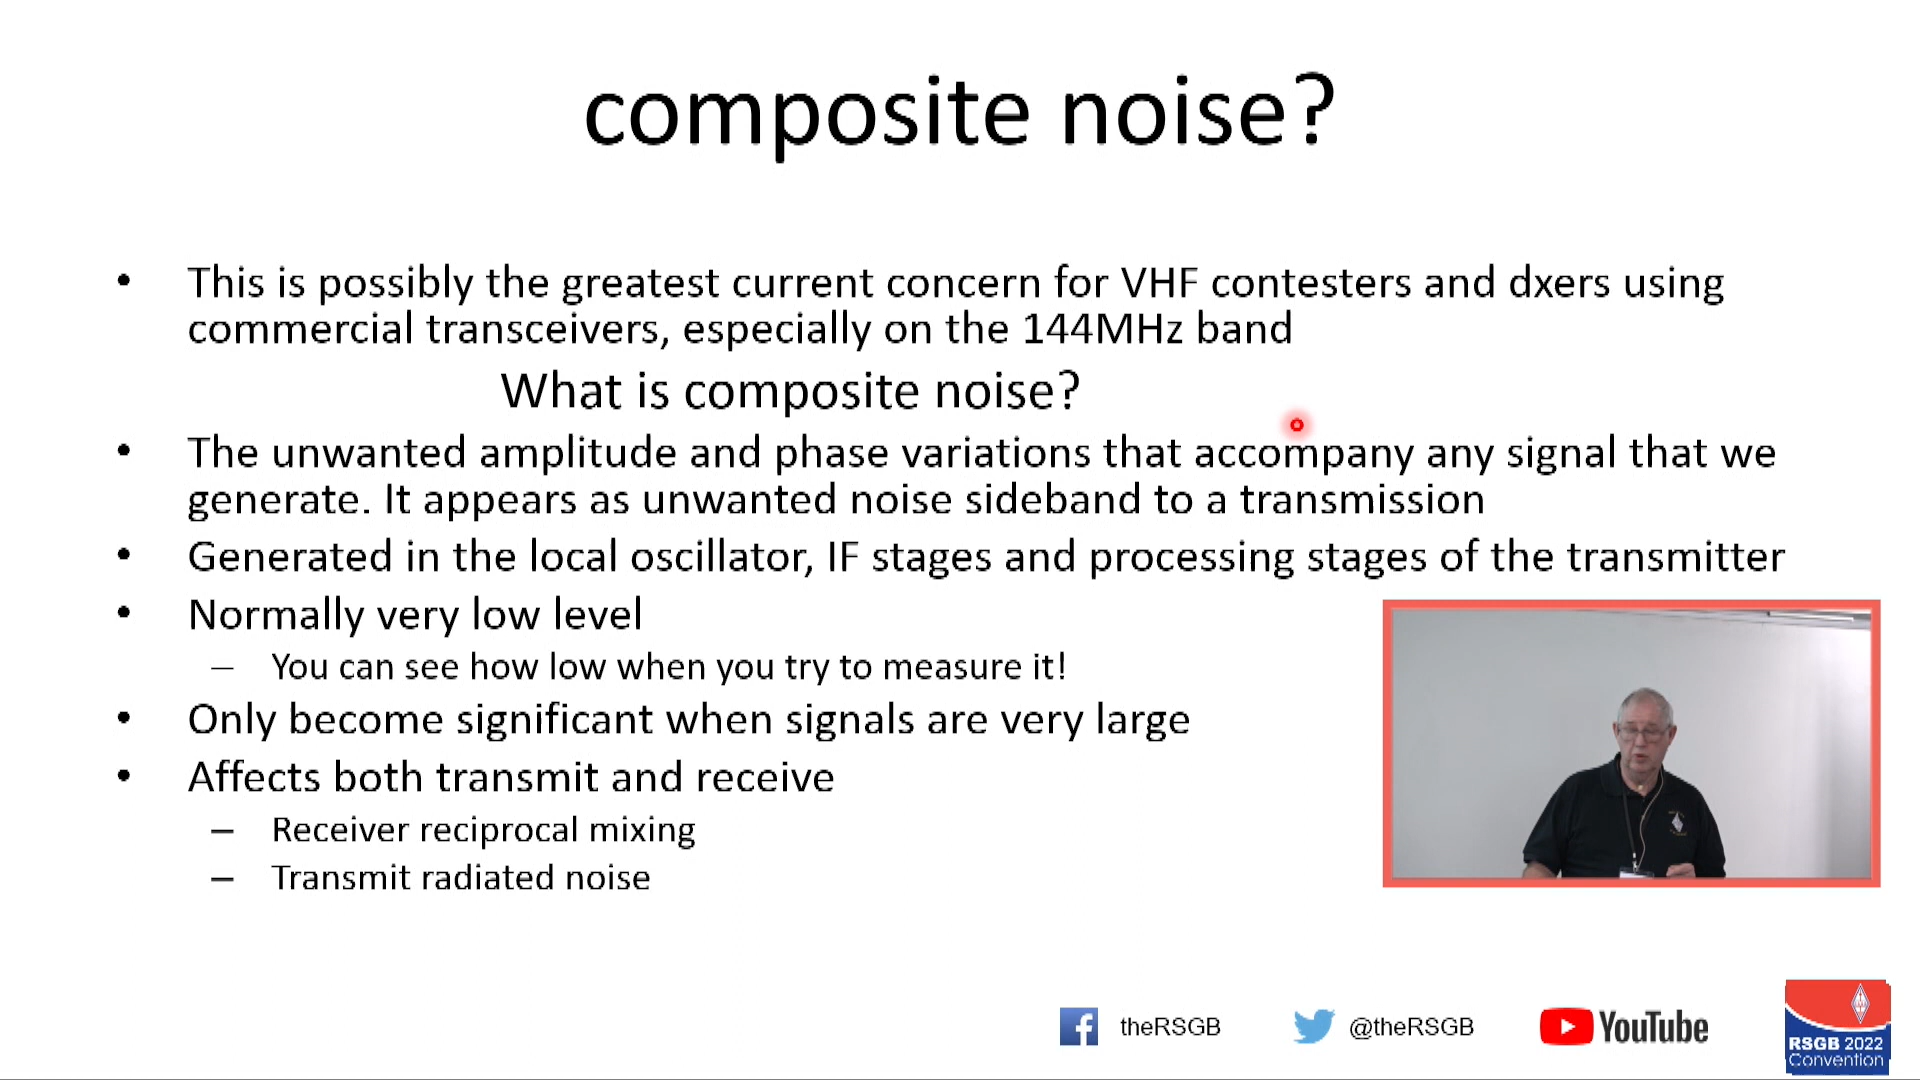 composite noise?
• This is possibly the greatest current concern for VHF contesters and dxers using
commercial transceivers, especially on the 144MHz band
What is composite noise?
• The unwanted amplitude and phase variations that accompany any signal that we
generate. It appears as unwanted noise sideband to a transmission
• Generated in the local oscillator, IF stages and processing stages of the transmitter
• Normally very low level
– You can see how low when you try to measure it!
• Only become significant when signals are very large
• Affects both transmit and receive
– Receiver reciprocal mixing
– Transmit radiated noise
theRSGB
@theRSGB
YouTube
RSGB 2022
Convention